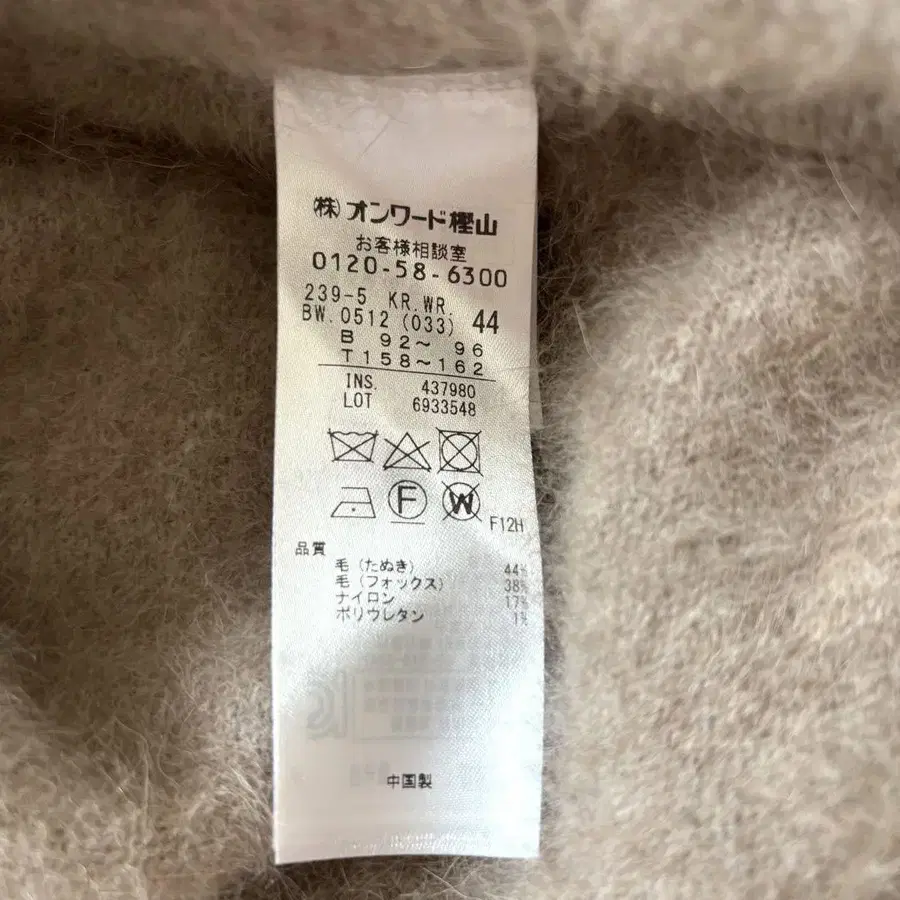 (株)オンワード樫山
お客様相談室
0120-58-6300
239-5 KR.WR.
BW.0512 (033) 44
B 92～ 96
T158～162
INS. 437980
LOT 6933548
F
W
F12H
品質
毛(たぬき) 44%
毛(フォックス) 38%
ナイロン 17%
ポリウレタン 1%
中国製